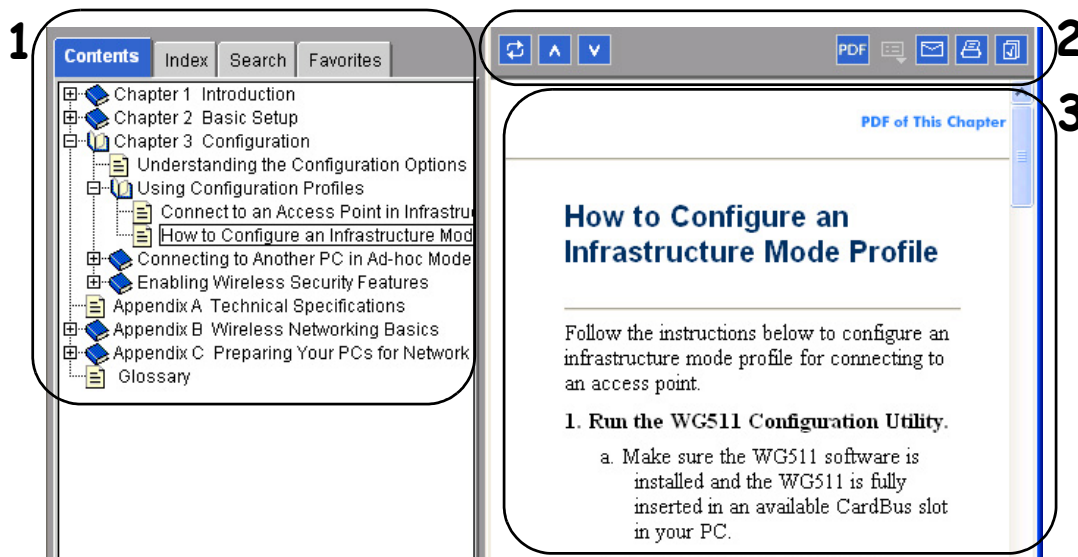 1
Contents Index Search Favorites
Chapter 1 Introduction
Chapter 2 Basic Setup
Chapter 3 Configuration
Understanding the Configuration Options
Using Configuration Profiles
Connect to an Access Point in Infrastru
How to Configure an Infrastructure Mod
Connecting to Another PC in Ad-hoc Mode
Enabling Wireless Security Features
Appendix A Technical Specifications
Appendix B Wireless Networking Basics
Appendix C Preparing Your PCs for Network
Glossary
2
PDF
3
PDF of This Chapter
How to Configure an
Infrastructure Mode Profile
Follow the instructions below to configure an
infrastructure mode profile for connecting to
an access point.
1. Run the WG511 Configuration Utility.
a. Make sure the WG511 software is
installed and the WG511 is fully
inserted in an available CardBus slot
in your PC.